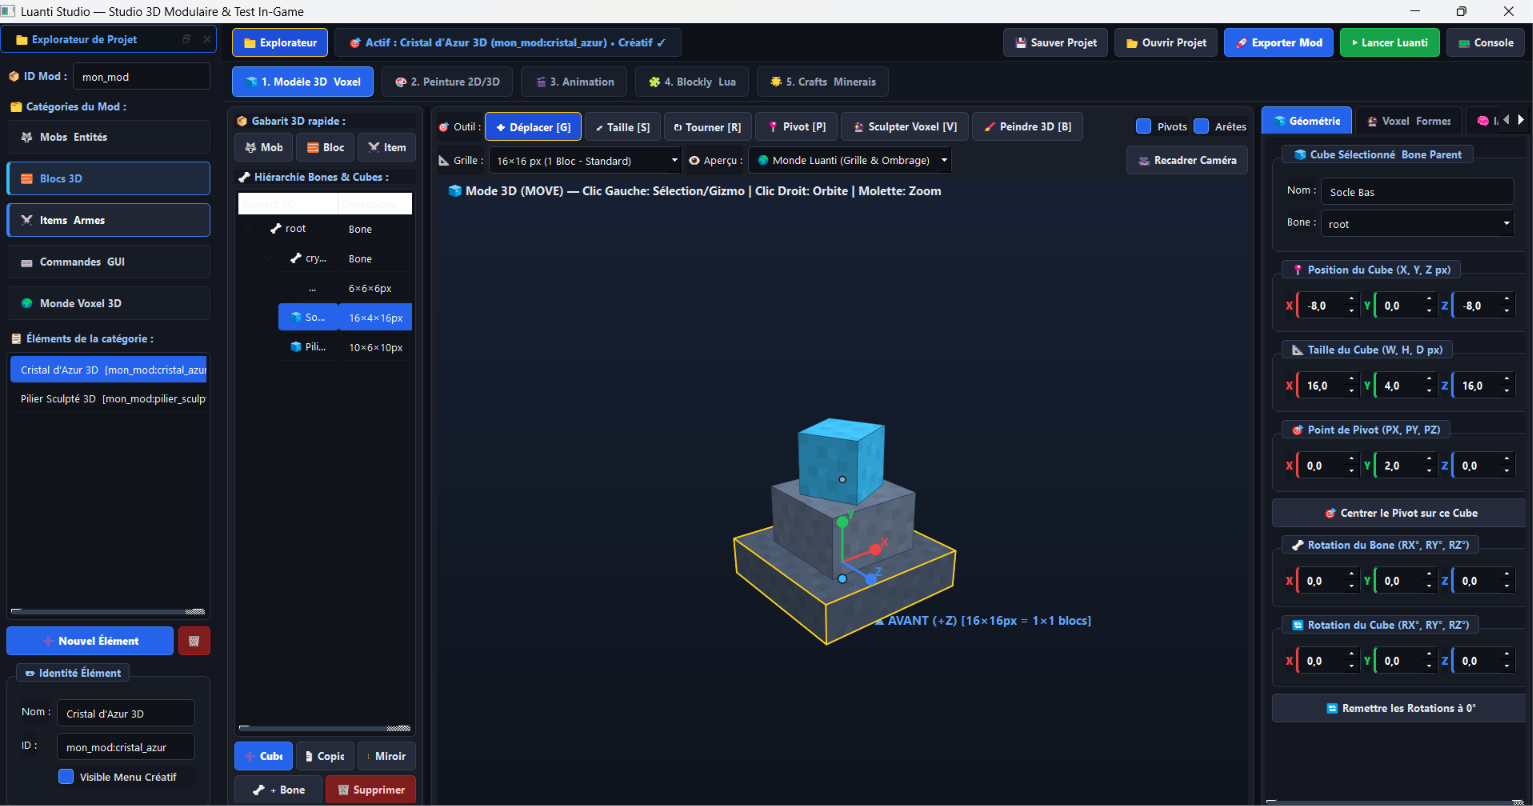 Luanti Studio — Studio 3D Modulaire & Test In-Game
Explorateur de Projet
Explorateur
Actif : Cristal d'Azur 3D (mon_mod:cristal_azur) • Créatif ✓
Sauver Projet
Ouvrir Projet
Exporter Mod
Lancer Luanti
Console
ID Mod :
mon_mod
1. Modèle 3D Voxel
2. Peinture 2D/3D
3. Animation
4. Blockly Lua
5. Crafts Minerais
Catégories du Mod :
Mobs Entités
Blocs 3D
Items Armes
Commandes GUI
Monde Voxel 3D
Éléments de la catégorie :
Cristal d'Azur 3D [mon_mod:cristal_azur
Pilier Sculpté 3D [mon_mod:pilier_sculp
Nouvel Élément
Identité Élément
Nom :
Cristal d'Azur 3D
ID :
mon_mod:cristal_azur
Visible Menu Créatif
Gabarit 3D rapide :
Mob
Bloc
Item
Hiérarchie Bones & Cubes :
root
Bone
cry...
Bone
...
6×6×6px
So...
16×4×16px
Pili...
10×6×10px
Cube
Copie
Miroir
+ Bone
Supprimer
Outil :
Déplacer [G]
Taille [S]
Tourner [R]
Pivot [P]
Sculpter Voxel [V]
Peindre 3D [B]
Pivots
Arêtes
Grille :
16×16 px (1 Bloc - Standard)
Aperçu :
Monde Luanti (Grille & Ombrage)
Recadrer Caméra
Mode 3D (MOVE) — Clic Gauche: Sélection/Gizmo | Clic Droit: Orbite | Molette: Zoom
Y
X
Z
▲ AVANT (+Z) [16×16px = 1×1 blocs]
Géométrie
Voxel Formes
Cube Sélectionné Bone Parent
Nom :
Socle Bas
Bone :
root
Position du Cube (X, Y, Z px)
X -8,0 Y 0,0 Z -8,0
Taille du Cube (W, H, D px)
X 16,0 Y 4,0 Z 16,0
Point de Pivot (PX, PY, PZ)
X 0,0 Y 2,0 Z 0,0
Centrer le Pivot sur ce Cube
Rotation du Bone (RX°, RY°, RZ°)
X 0,0 Y 0,0 Z 0,0
Rotation du Cube (RX°, RY°, RZ°)
X 0,0 Y 0,0 Z 0,0
Remettre les Rotations à 0°